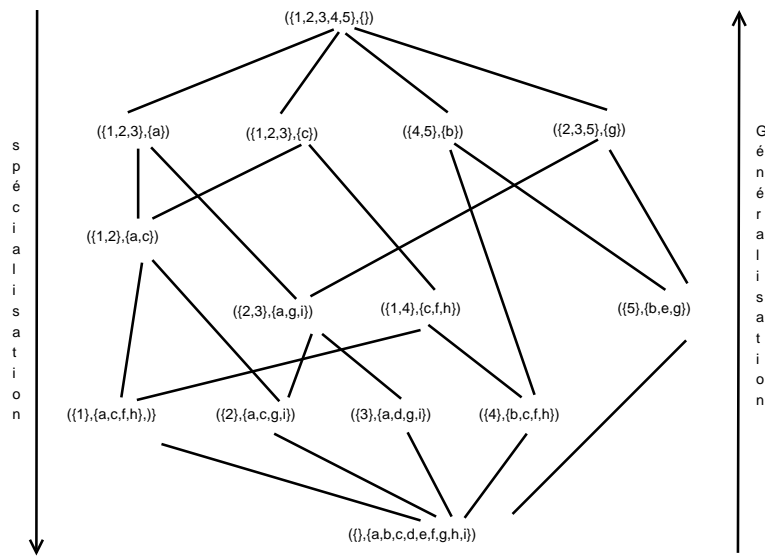 ({1,2,3,4,5},{})
({1,2,3},{a})
({1,2,3},{c})
({4,5},{b})
({2,3,5},{g})
({1,2},{a,c})
({2,3},{a,g,i})
({1,4},{c,f,h})
({5},{b,e,g})
({1},{a,c,f,h},)}
({2},{a,c,g,i})
({3},{a,d,g,i})
({4},{b,c,f,h})
({},{a,b,c,d,e,f,g,h,i})
spécialisation
Généralisation